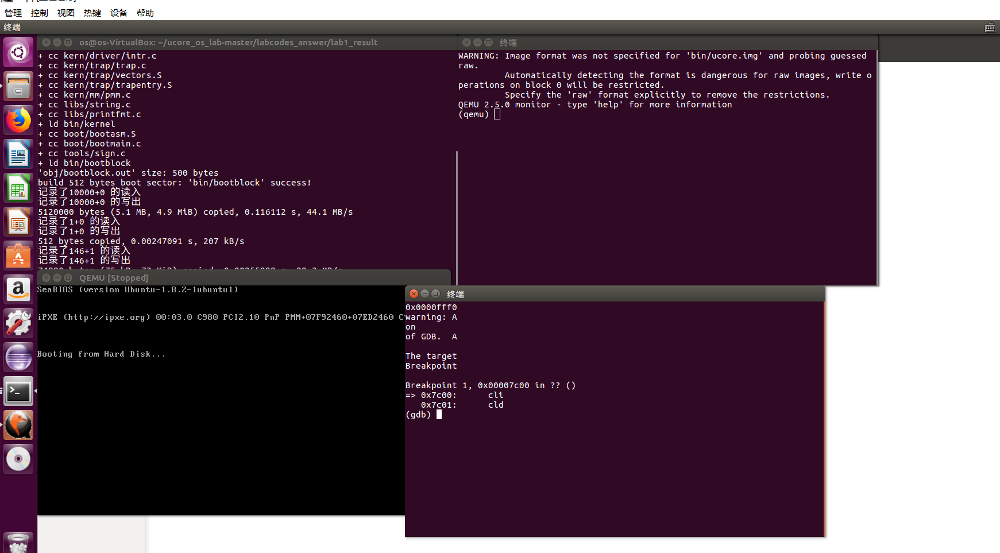 管理 控制 视图 热键 设备 帮助
终端
os@os-VirtualBox: ~/ucore_os_lab-master/labcodes_answer/lab1_result
+ cc kern/driver/intr.c
+ cc kern/trap/trap.c
+ cc kern/trap/vectors.S
+ cc kern/trap/trapentry.S
+ cc kern/mm/pmm.c
+ cc libs/string.c
+ cc libs/printfmt.c
+ ld bin/kernel
+ cc boot/bootasm.S
+ cc boot/bootmain.c
+ cc tools/sign.c
+ ld bin/bootblock
'obj/bootblock.out' size: 500 bytes
build 512 bytes boot sector: 'bin/bootblock' success!
记录了10000+0 的读入
记录了10000+0 的写出
5120000 bytes (5.1 MB, 4.9 MiB) copied, 0.116112 s, 44.1 MB/s
记录了1+0 的读入
记录了1+0 的写出
512 bytes copied, 0.00247091 s, 207 kB/s
记录了146+1 的读入
记录了146+1 的写出
终端
WARNING: Image format was not specified for 'bin/ucore.img' and probing guessed
raw.
Automatically detecting the format is dangerous for raw images, write o
perations on block 0 will be restricted.
Specify the 'raw' format explicitly to remove the restrictions.
QEMU 2.5.0 monitor - type 'help' for more information
(qemu)
QEMU [Stopped]
SeaBIOS (version Ubuntu-1.8.2-1ubuntu1)
iPXE (http://ipxe.org) 00:03.0 C980 PCI2.10 PnP PMM+07F92460+07ED2460 C
Booting from Hard Disk...
终端
0x0000fff0
warning: A
on
of GDB.  A
The target
Breakpoint
Breakpoint 1, 0x00007c00 in ?? ()
=> 0x7c00:      cli
0x7c01:      cld
(gdb)